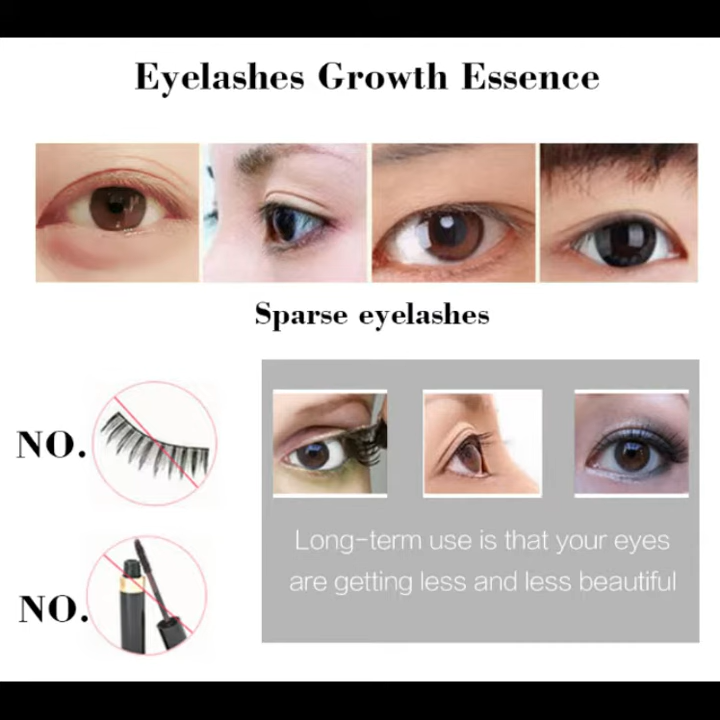 Eyelashes Growth Essence
Sparse eyelashes
NO.
NO.
Long-term use is that your eyes
are getting less and less beautiful